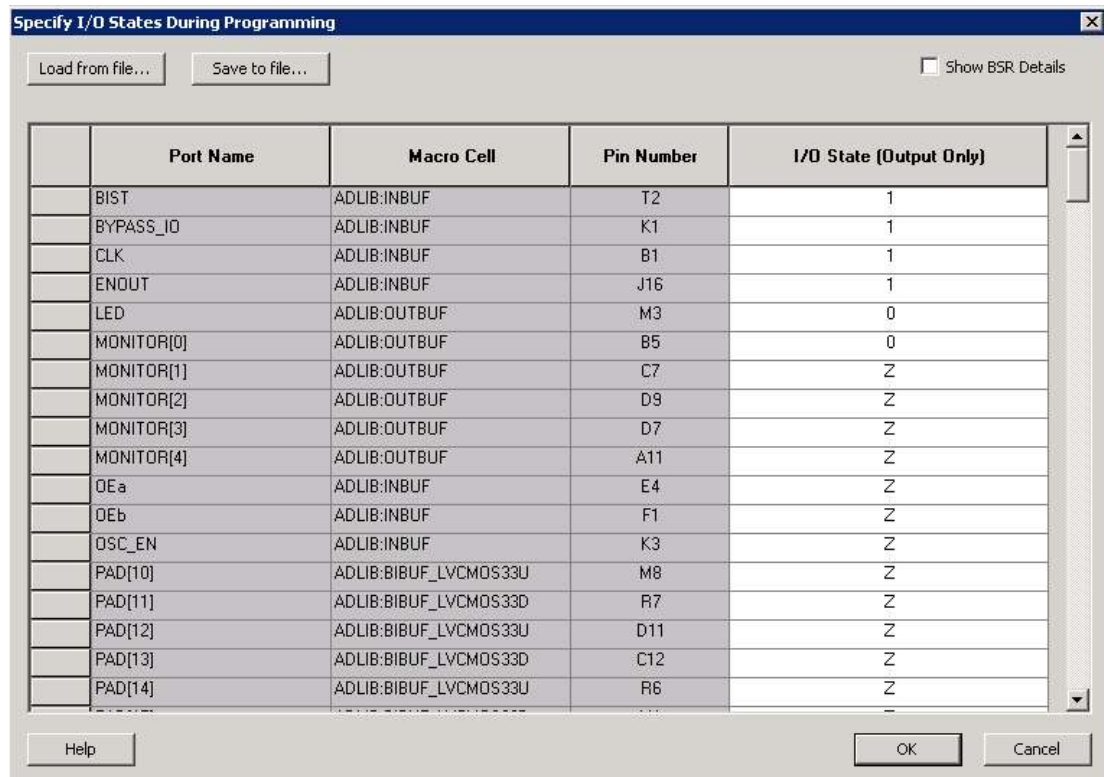 Specify I/O States During Programming
Load from file... Save to file... Show BSR Details
Port Name Macro Cell Pin Number I/O State (Output Only)
BIST ADLIB:INBUF T2 1
BYPASS_IO ADLIB:INBUF K1 1
CLK ADLIB:INBUF B1 1
ENOUT ADLIB:INBUF J16 1
LED ADLIB:OUTBUF M3 0
MONITOR[0] ADLIB:OUTBUF B5 0
MONITOR[1] ADLIB:OUTBUF C7 Z
MONITOR[2] ADLIB:OUTBUF D9 Z
MONITOR[3] ADLIB:OUTBUF D7 Z
MONITOR[4] ADLIB:OUTBUF A11 Z
OEa ADLIB:INBUF E4 Z
OEb ADLIB:INBUF F1 Z
OSC_EN ADLIB:INBUF K3 Z
PAD[10] ADLIB:BIBUF_LVCMOS33U M8 Z
PAD[11] ADLIB:BIBUF_LVCMOS33D R7 Z
PAD[12] ADLIB:BIBUF_LVCMOS33U D11 Z
PAD[13] ADLIB:BIBUF_LVCMOS33D C12 Z
PAD[14] ADLIB:BIBUF_LVCMOS33U R6 Z
Help OK Cancel